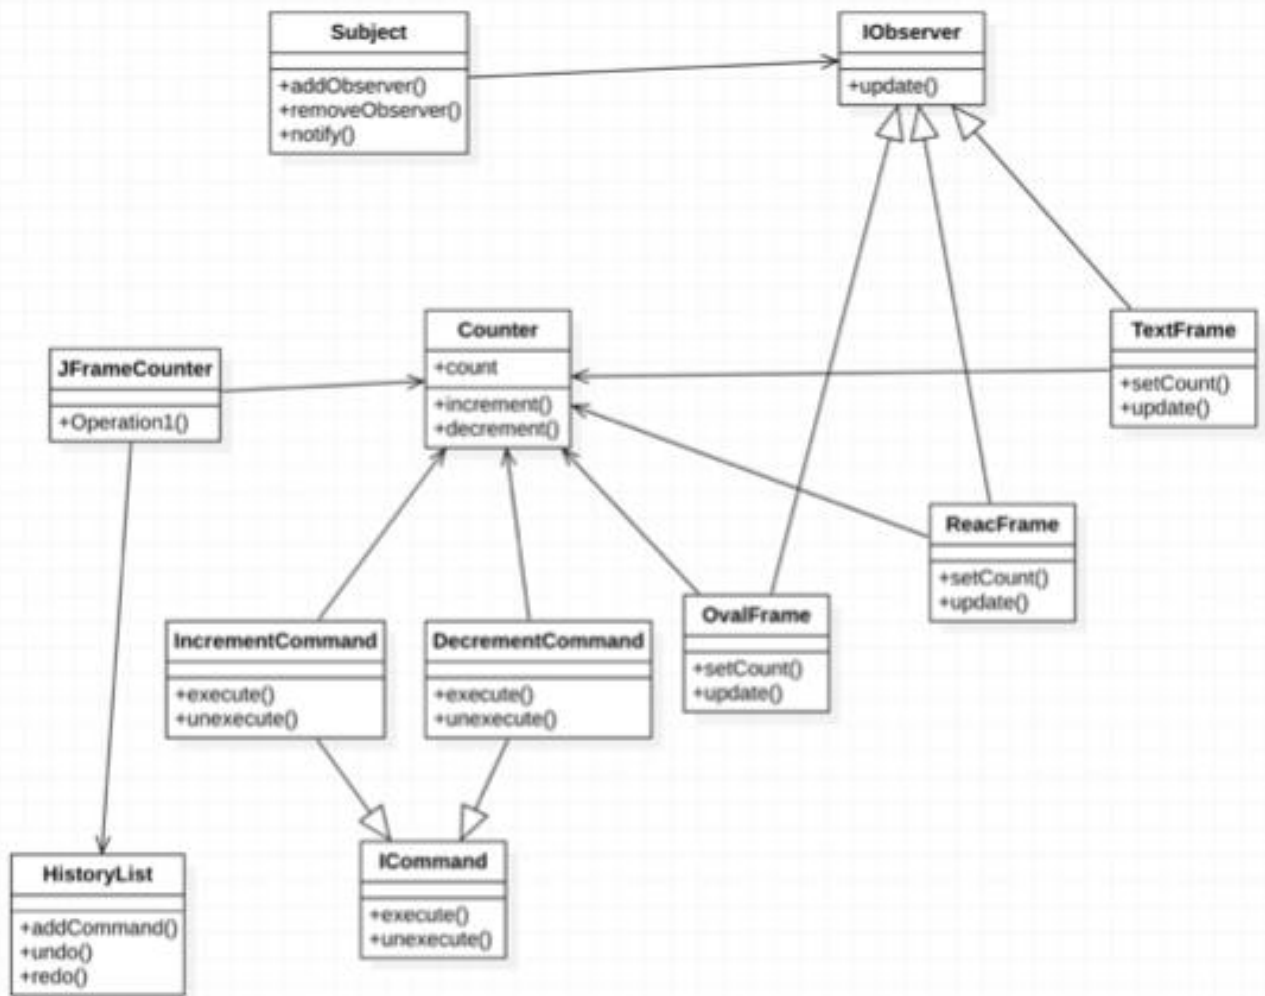 Subject
+addObserver()
+removeObserver()
+notify()
IObserver
+update()
JFrameCounter
+Operation1()
Counter
+count
+increment()
+decrement()
TextFrame
+setCount()
+update()
ReacFrame
+setCount()
+update()
OvalFrame
+setCount()
+update()
IncrementCommand
+execute()
+unexecute()
DecrementCommand
+execute()
+unexecute()
HistoryList
+addCommand()
+undo()
+redo()
ICommand
+execute()
+unexecute()